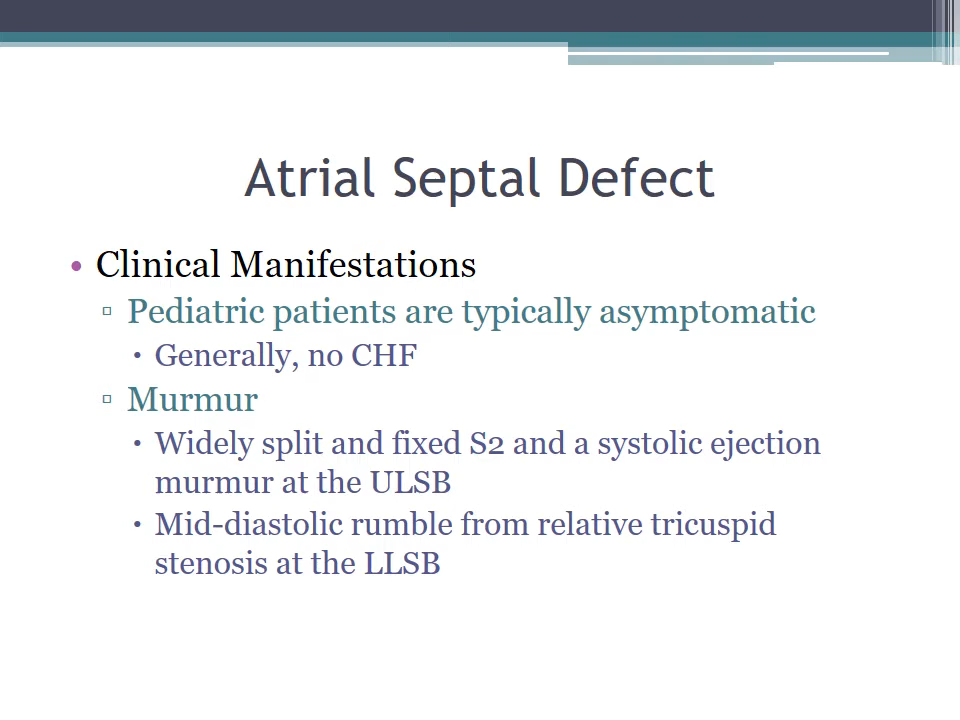 Atrial Septal Defect
• Clinical Manifestations
▫ Pediatric patients are typically asymptomatic
▪ Generally, no CHF
▫ Murmur
▪ Widely split and fixed S2 and a systolic ejection
murmur at the ULSB
▪ Mid-diastolic rumble from relative tricuspid
stenosis at the LLSB